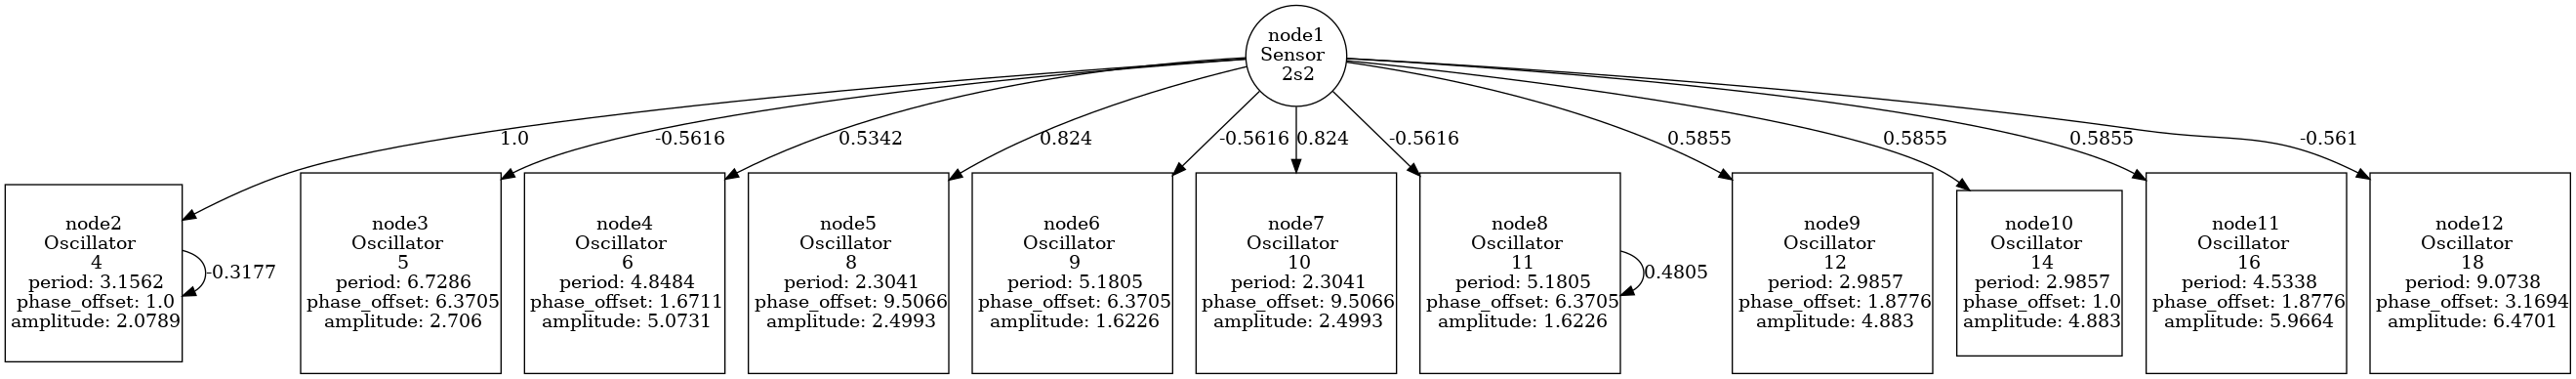 node1
Sensor
2s2
1.0
-0.5616
0.5342
0.824
-0.5616
0.824
-0.5616
0.5855
0.5855
0.5855
-0.561
node2
Oscillator
4
period: 3.1562
phase_offset: 1.0
amplitude: 2.0789
-0.3177
node3
Oscillator
5
period: 6.7286
phase_offset: 6.3705
amplitude: 2.706
node4
Oscillator
6
period: 4.8484
phase_offset: 1.6711
amplitude: 5.0731
node5
Oscillator
8
period: 2.3041
phase_offset: 9.5066
amplitude: 2.4993
node6
Oscillator
9
period: 5.1805
phase_offset: 6.3705
amplitude: 1.6226
node7
Oscillator
10
period: 2.3041
phase_offset: 9.5066
amplitude: 2.4993
node8
Oscillator
11
period: 5.1805
phase_offset: 6.3705
amplitude: 1.6226
0.4805
node9
Oscillator
12
period: 2.9857
phase_offset: 1.8776
amplitude: 4.883
node10
Oscillator
14
period: 2.9857
phase_offset: 1.0
amplitude: 4.883
node11
Oscillator
16
period: 4.5338
phase_offset: 1.8776
amplitude: 5.9664
node12
Oscillator
18
period: 9.0738
phase_offset: 3.1694
amplitude: 6.4701